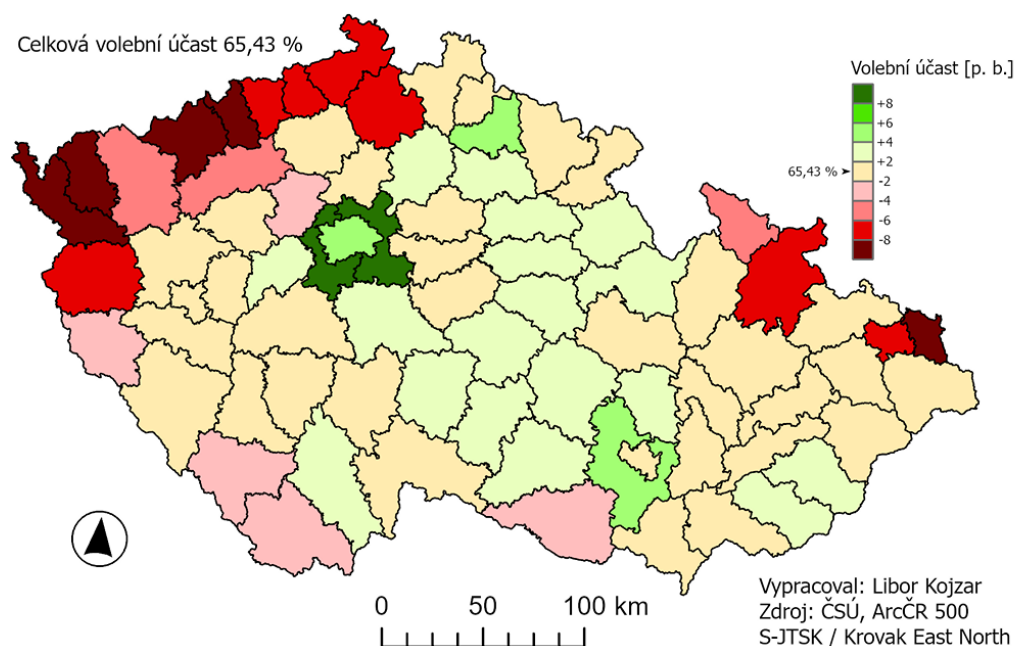 Celková volební účast 65,43 %
Volební účast [p. b.]
+8
+6
+4
+2
65,43 %
-2
-4
-6
-8
0 50 100 km
Vypracoval: Libor Kojzar
Zdroj: ČSÚ, ArcČR 500
S-JTSK / Krovak East North